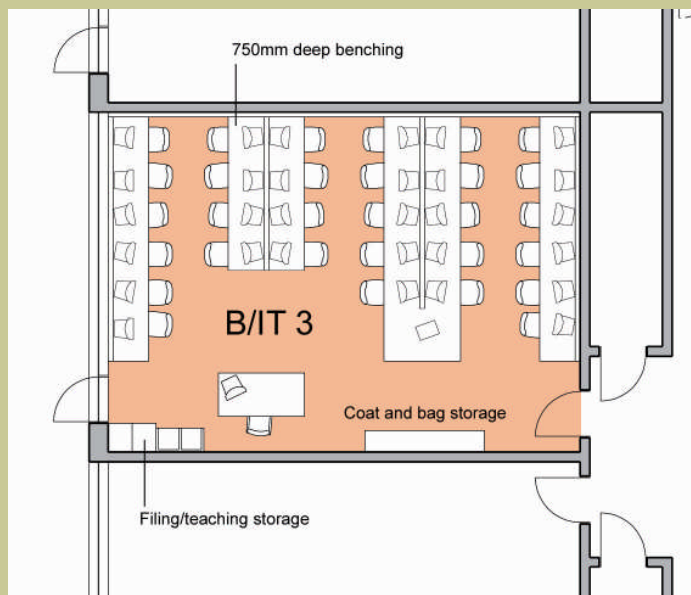 750mm deep benching
B/IT 3
Coat and bag storage
Filing/teaching storage